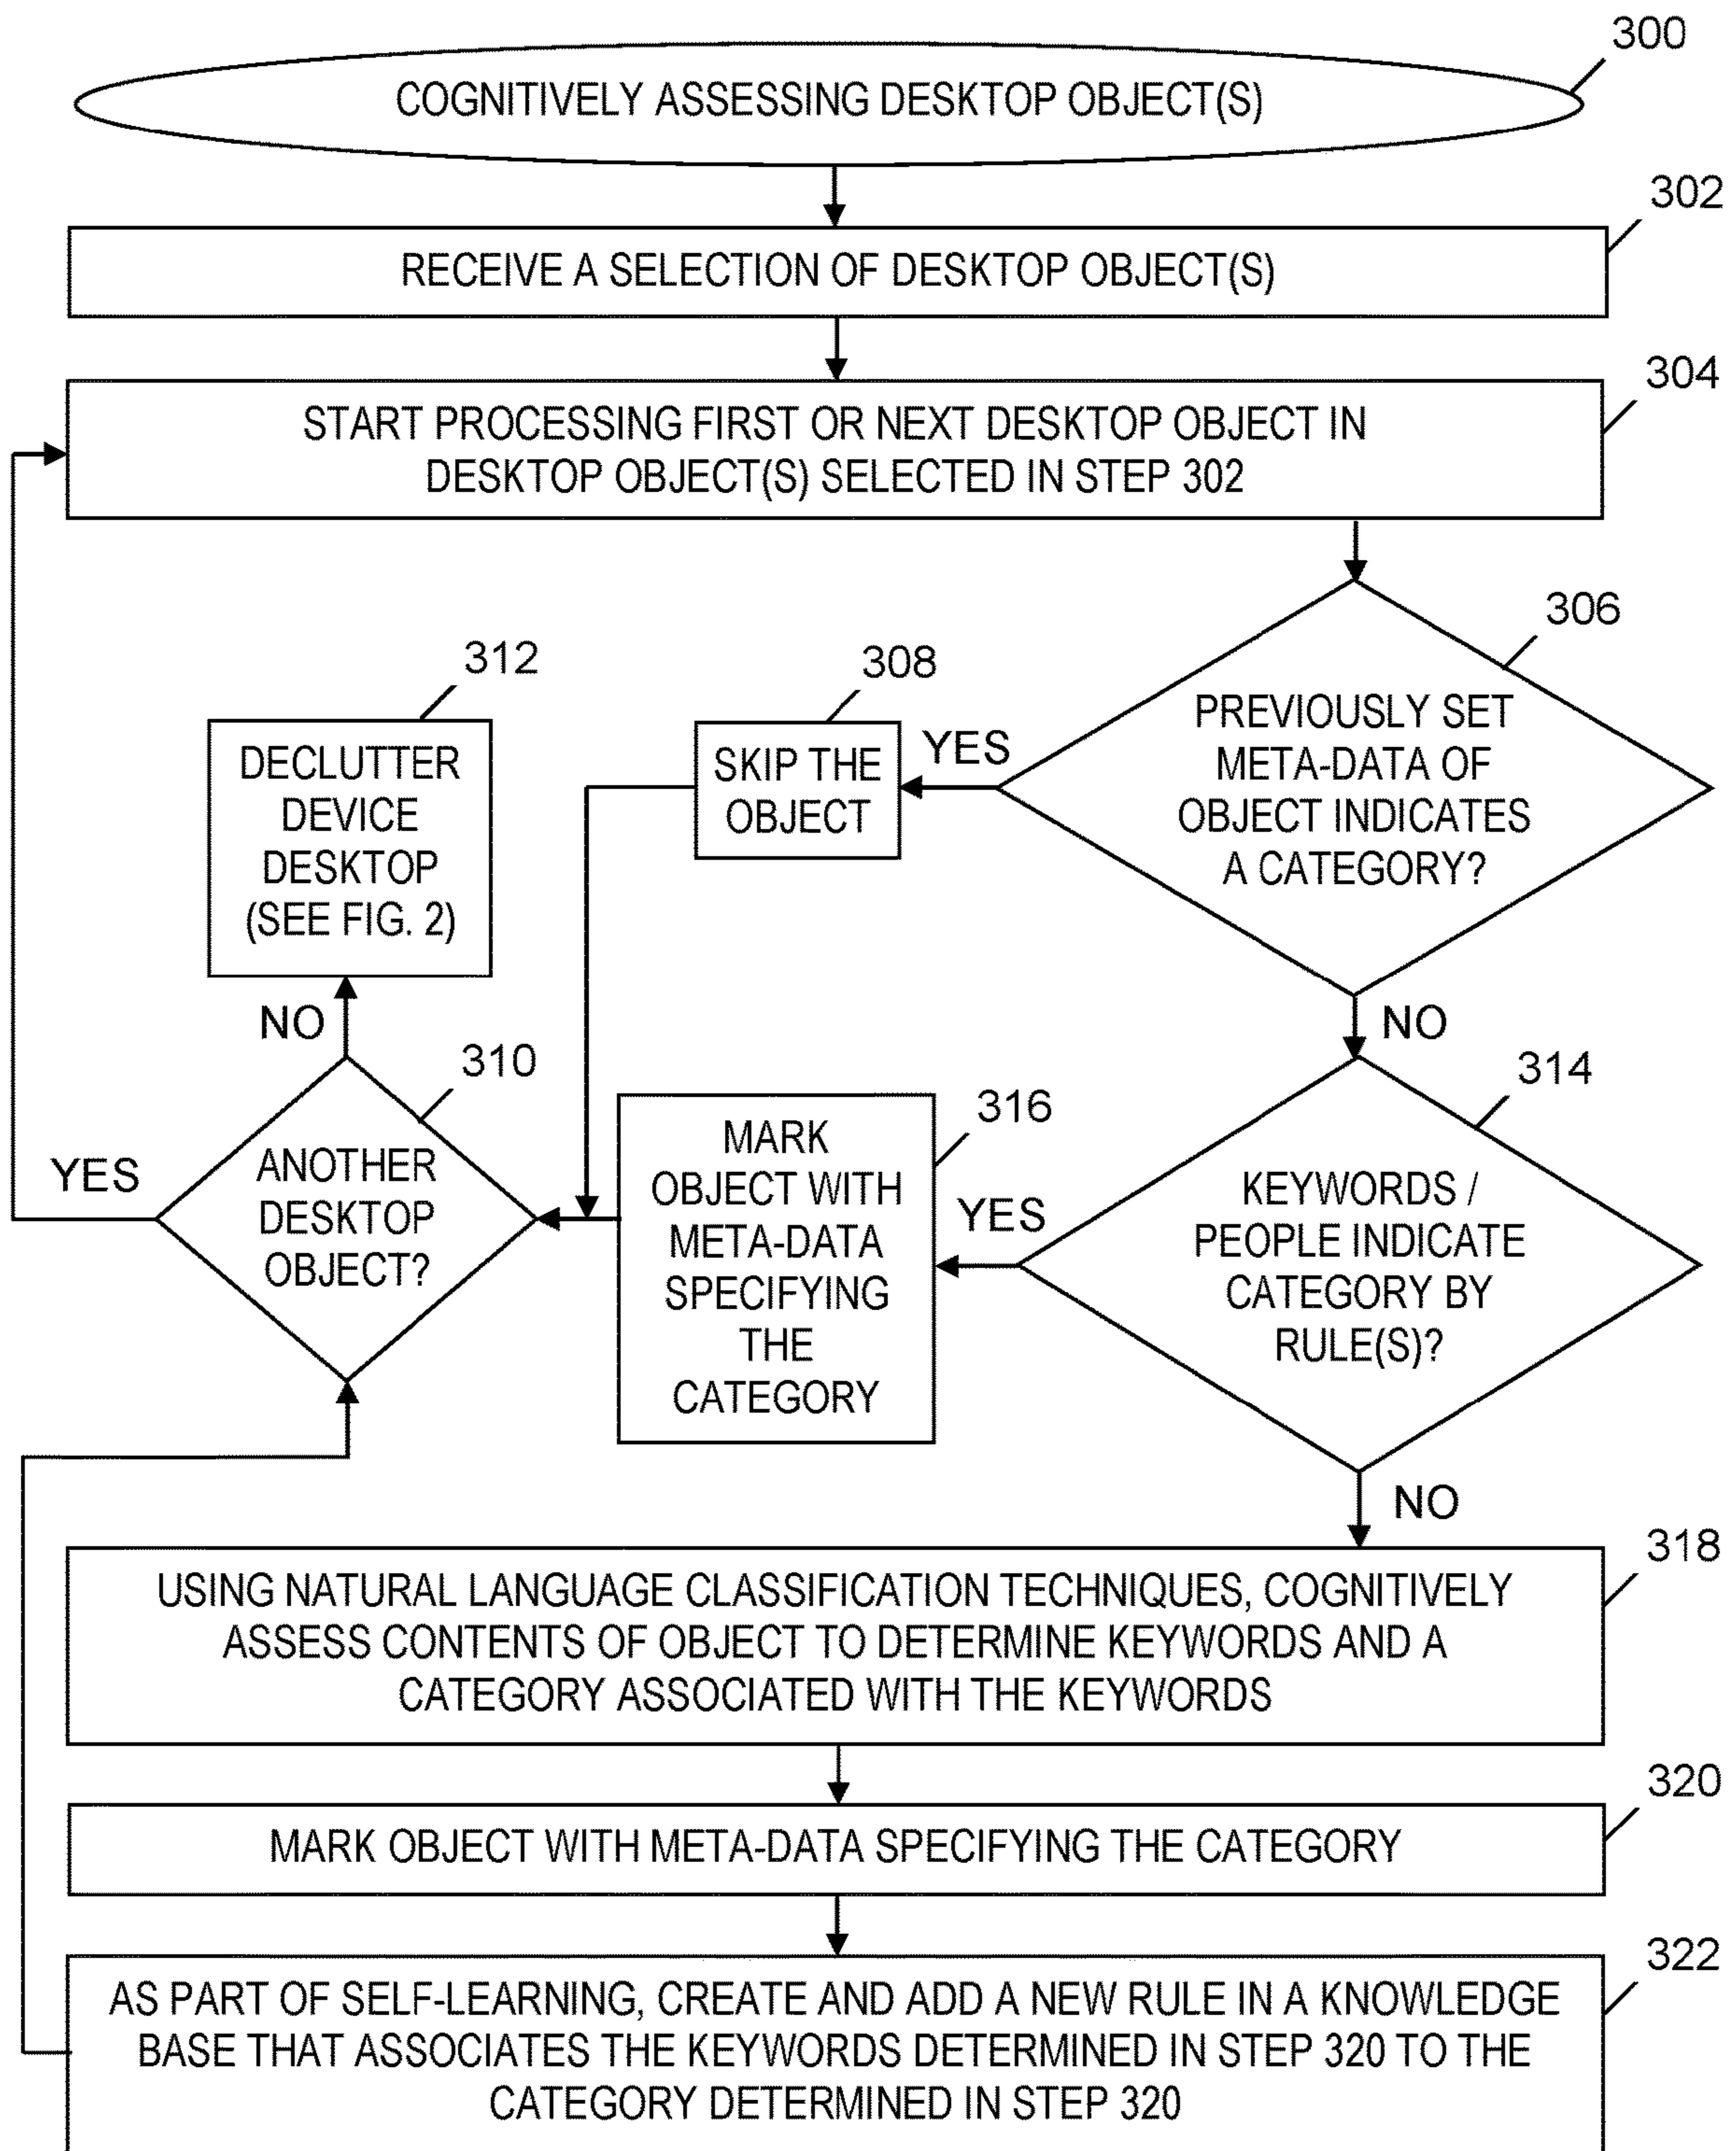 300
COGNITIVELY ASSESSING DESKTOP OBJECT(S)
302
RECEIVE A SELECTION OF DESKTOP OBJECT(S)
304
START PROCESSING FIRST OR NEXT DESKTOP OBJECT IN
DESKTOP OBJECT(S) SELECTED IN STEP 302
306
PREVIOUSLY SET
META-DATA OF
OBJECT INDICATES
A CATEGORY?
YES
308
SKIP THE
OBJECT
312
DECLUTTER
DEVICE
DESKTOP
(SEE FIG. 2)
NO
310
ANOTHER
DESKTOP
OBJECT?
YES
NO
314
KEYWORDS /
PEOPLE INDICATE
CATEGORY BY
RULE(S)?
YES
316
MARK
OBJECT WITH
META-DATA
SPECIFYING
THE
CATEGORY
NO
318
USING NATURAL LANGUAGE CLASSIFICATION TECHNIQUES, COGNITIVELY
ASSESS CONTENTS OF OBJECT TO DETERMINE KEYWORDS AND A
CATEGORY ASSOCIATED WITH THE KEYWORDS
320
MARK OBJECT WITH META-DATA SPECIFYING THE CATEGORY
322
AS PART OF SELF-LEARNING, CREATE AND ADD A NEW RULE IN A KNOWLEDGE
BASE THAT ASSOCIATES THE KEYWORDS DETERMINED IN STEP 320 TO THE
CATEGORY DETERMINED IN STEP 320